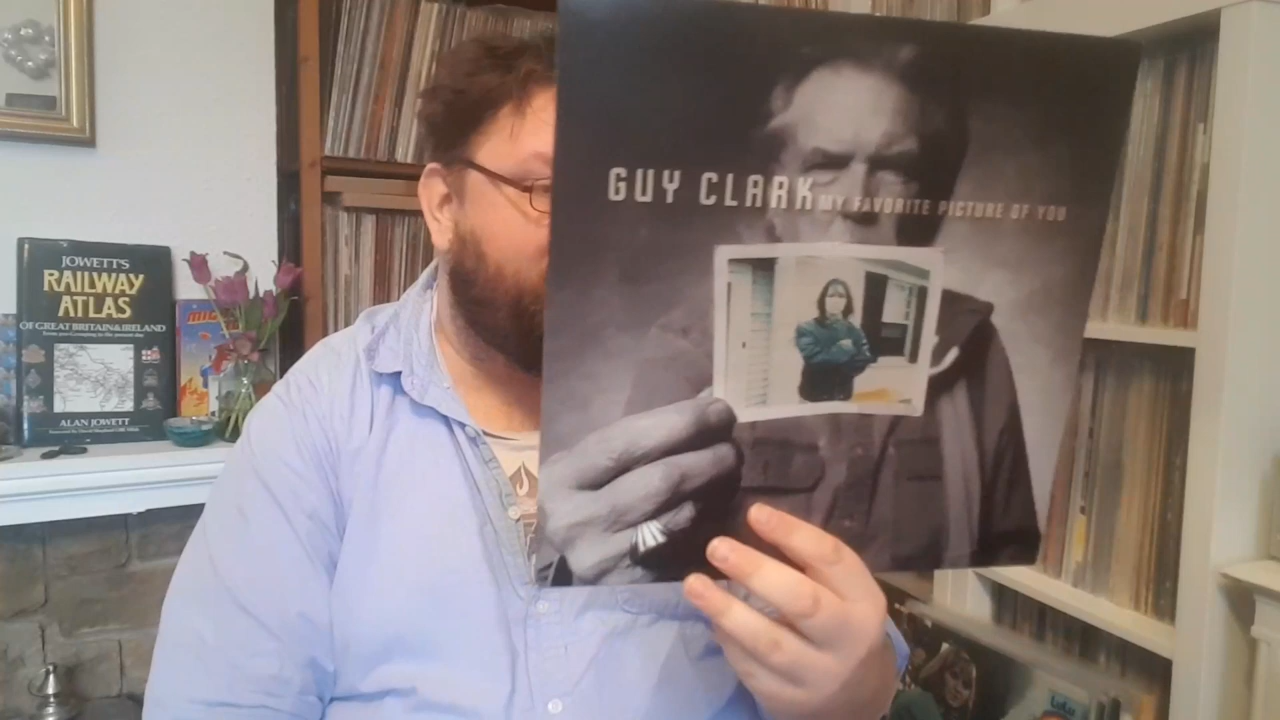 GUY CLARK MY FAVORITE PICTURE OF YOU
JOWETT'S
RAILWAY
ATLAS
OF GREAT BRITAIN & IRELAND
ALAN JOWETT